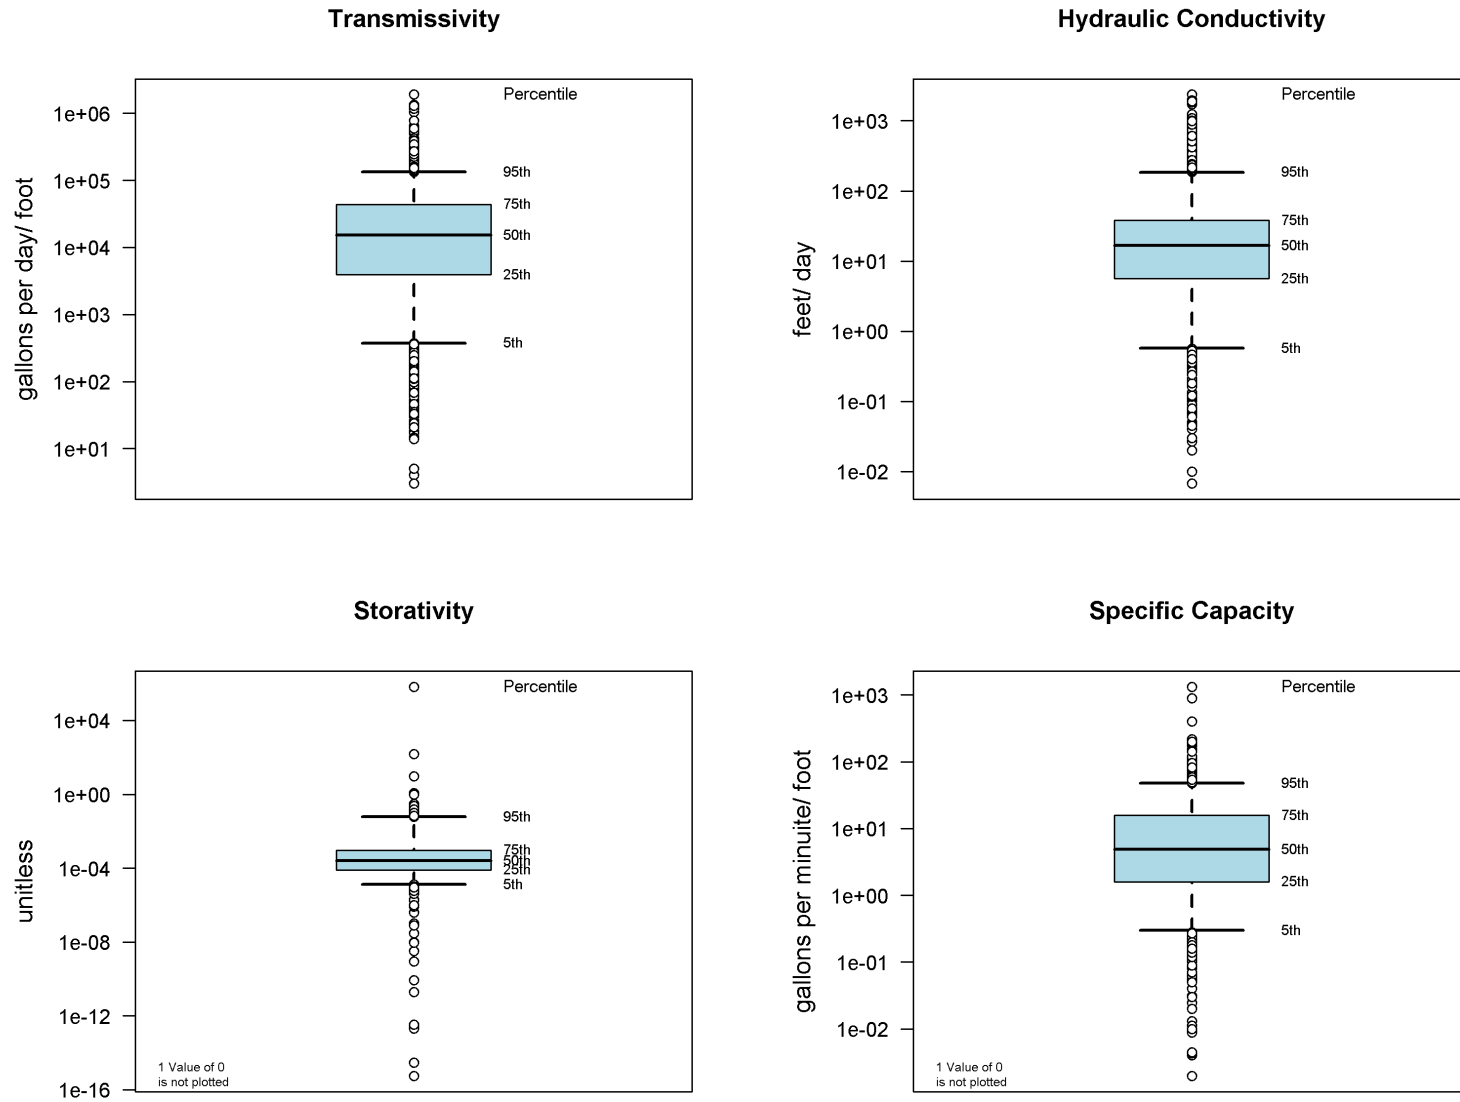 Transmissivity
gallons per day/ foot
1e+06
1e+05
1e+04
1e+03
1e+02
1e+01
Percentile
95th
75th
50th
25th
5th
Hydraulic Conductivity
feet/ day
1e+03
1e+02
1e+01
1e+00
1e-01
1e-02
Percentile
95th
75th
50th
25th
5th
Storativity
unitless
1e+04
1e+00
1e-04
1e-08
1e-12
1e-16
Percentile
95th
75th
50th
25th
5th
1 Value of 0
is not plotted
Specific Capacity
gallons per minuite/ foot
1e+03
1e+02
1e+01
1e+00
1e-01
1e-02
Percentile
95th
75th
50th
25th
5th
1 Value of 0
is not plotted